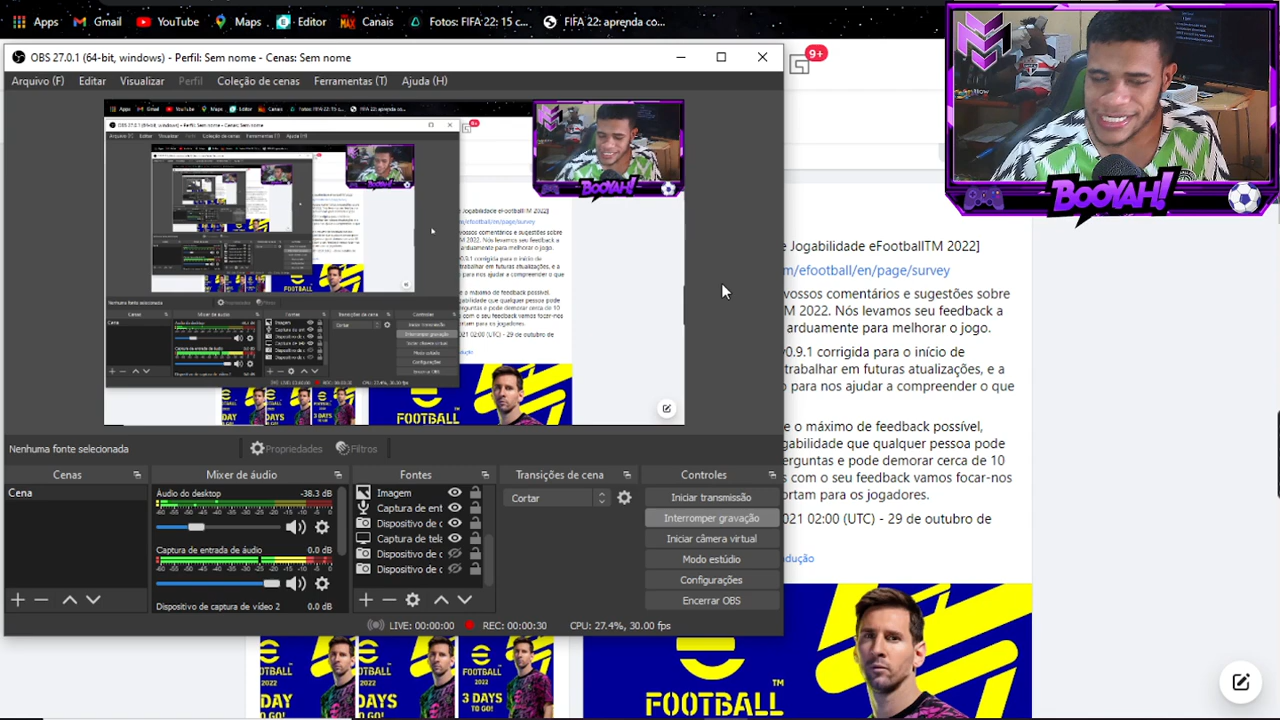 Apps
Gmail
YouTube
Maps
Editor
Canais
Fotos: FIFA 22: 15 c...
FIFA 22: aprenda co...
OBS 27.0.1 (64-bit, windows) - Perfil: Sem nome - Cenas: Sem nome
9+
Arquivo (F)
Editar
Visualizar
Perfil
Coleção de cenas
Ferramentas (T)
Ajuda (H)
BOOYAH!
Jogabilidade eFootballTM 2022]
m/efootball/en/page/survey
vossos comentários e sugestões sobre
M 2022. Nós levamos seu feedback a
arduamente para melhorar o jogo.
v0.9.1 corrigida para o início de
trabalhar em futuras atualizações, e a
para nos ajudar a compreender o que
e o máximo de feedback possível,
gabilidade que qualquer pessoa pode
erguntas e pode demorar cerca de 10
s com o seu feedback vamos focar-nos
ortam para os jogadores.
021 02:00 (UTC) - 29 de outubro de
dução
Nenhuma fonte selecionada
Propriedades
Filtros
Cenas
Mixer de áudio
Fontes
Transições de cena
Controles
Cena
Áudio do desktop
-38.3 dB
Captura de entrada de áudio
0.0 dB
Dispositivo de captura de vídeo 2
0.0 dB
Imagem
Captura de ent
Dispositivo de c
Captura de tela
Dispositivo de c
Dispositivo de c
Cortar
Iniciar transmissão
Interromper gravação
Iniciar câmera virtual
Modo estúdio
Configurações
Encerrar OBS
LIVE: 00:00:00
REC: 00:00:30
CPU: 27.4%, 30.00 fps
2022
DAY
TO GO!
2022
DAYS
TO GO!
2022
3 DAYS
TO GO!
FOOTBALL™